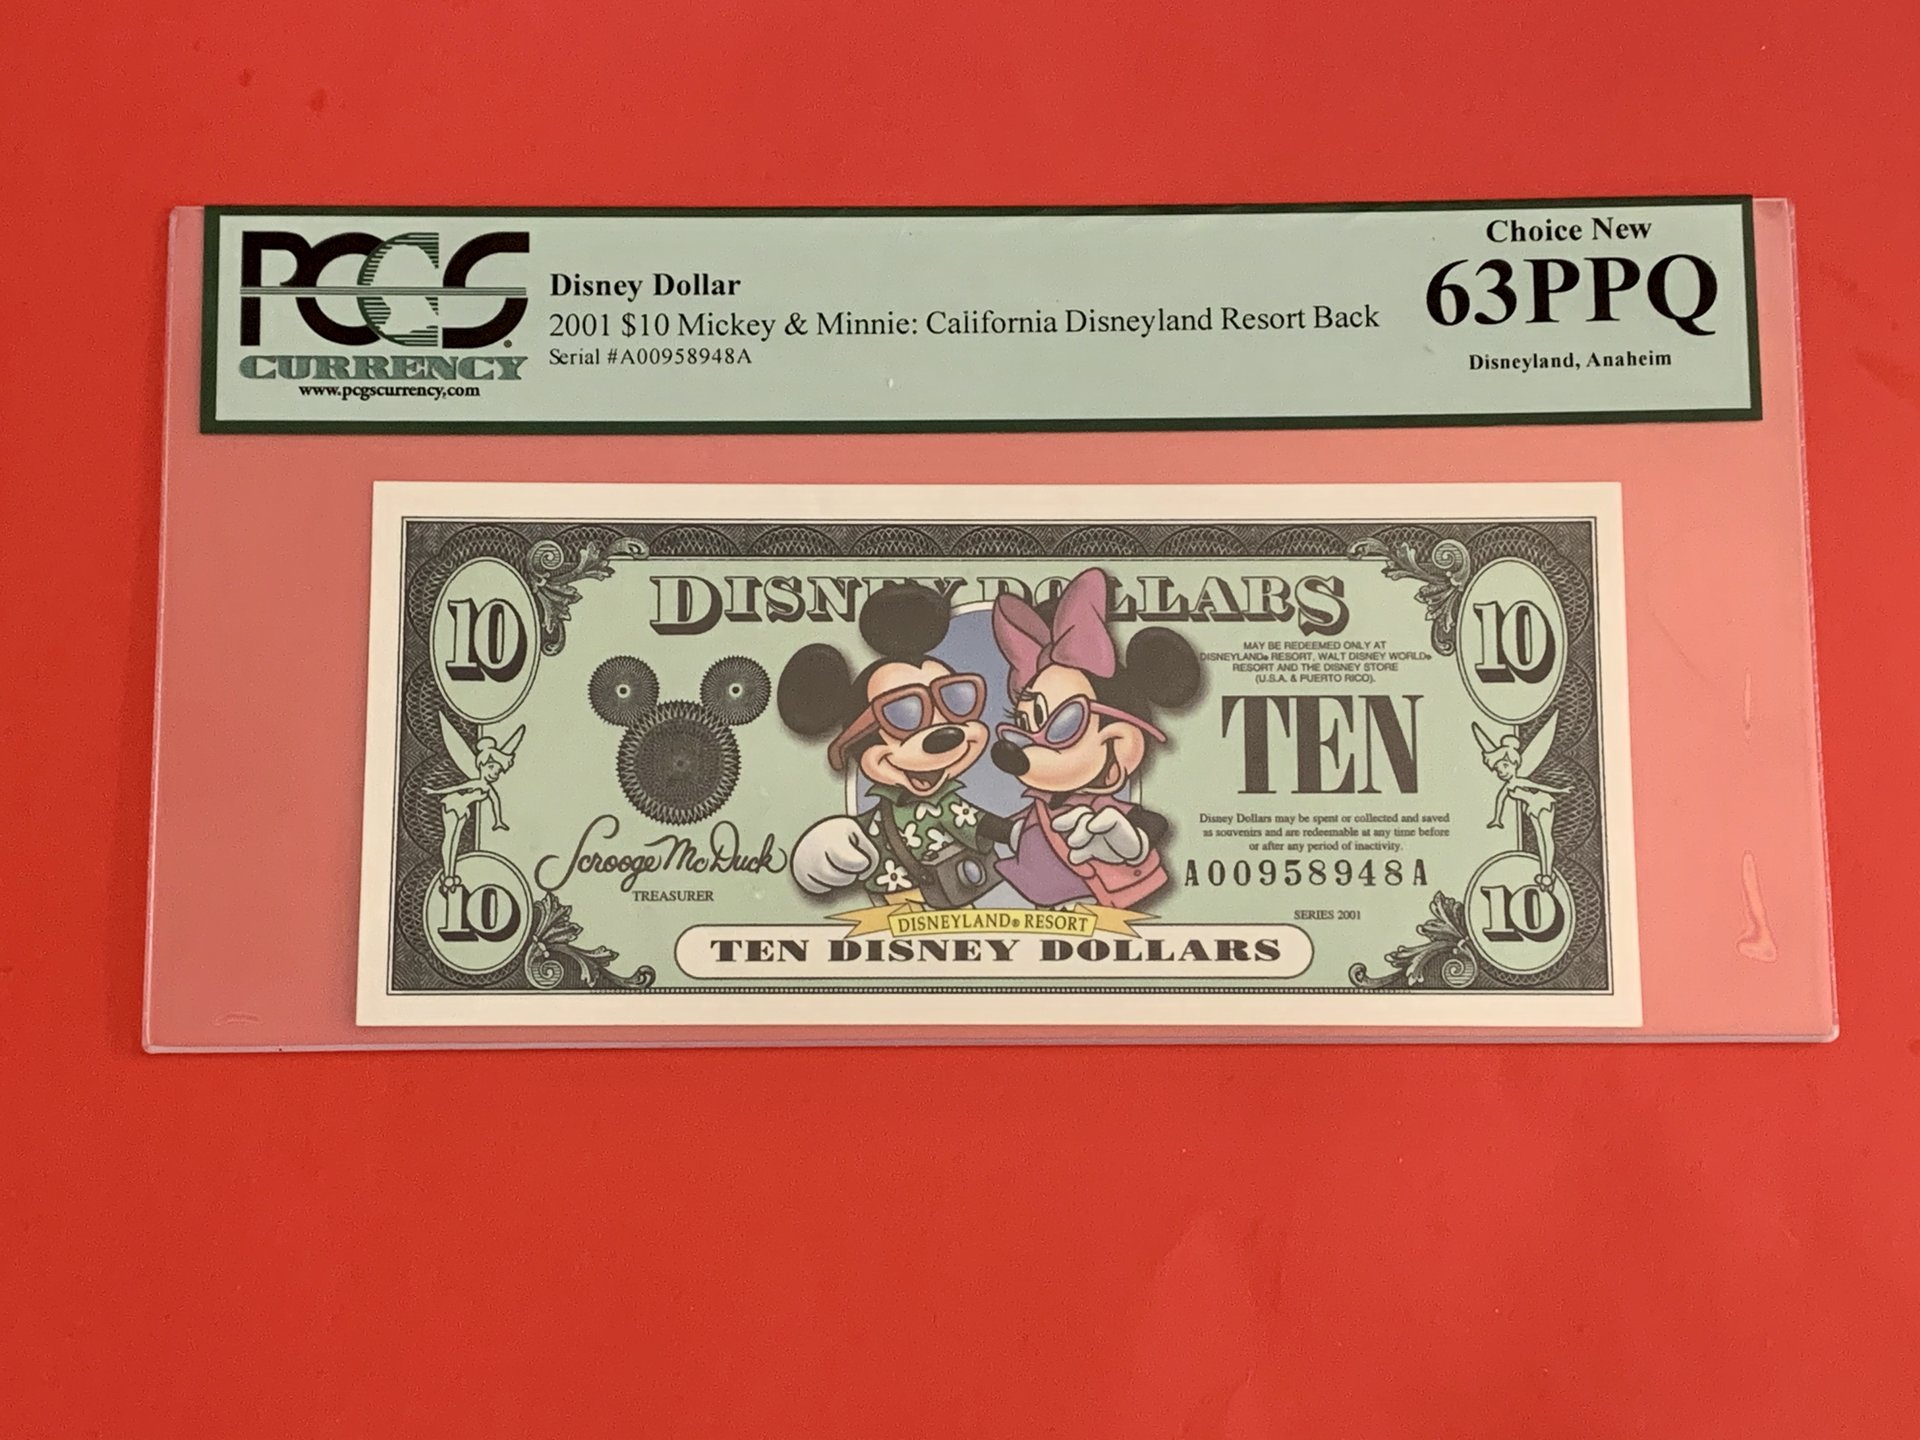 PCGS
CURRENCY
www.pcgscurrency.com
Disney Dollar
2001 $10 Mickey & Minnie: California Disneyland Resort Back
Serial #A00958948A
Choice New
63PPQ
Disneyland, Anaheim
DISNEY DOLLARS
10
10
MAY BE REDEEMED ONLY AT
DISNEYLAND® RESORT, WALT DISNEY WORLD®
RESORT AND THE DISNEY STORE
(U.S.A. & PUERTO RICO).
TEN
Disney Dollars may be spent or collected and saved
as souvenirs and are redeemable at any time before
or after any period of inactivity.
Scrooge McDuck
TREASURER
A00958948A
SERIES 2001
10
10
DISNEYLAND® RESORT
TEN DISNEY DOLLARS